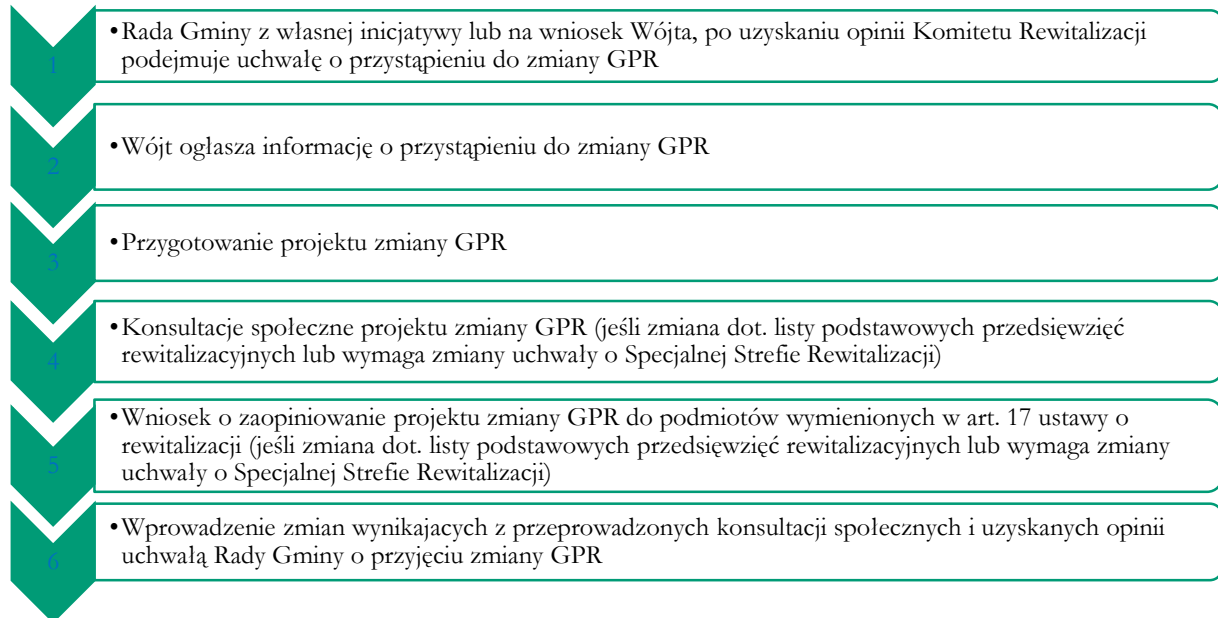 1
•Rada Gminy z własnej inicjatywy lub na wniosek Wójta, po uzyskaniu opinii Komitetu Rewitalizacji
podejmuje uchwałę o przystąpieniu do zmiany GPR
2
•Wójt ogłasza informację o przystąpieniu do zmiany GPR
3
•Przygotowanie projektu zmiany GPR
4
•Konsultacje społeczne projektu zmiany GPR (jeśli zmiana dot. listy podstawowych przedsięwzięć
rewitalizacyjnych lub wymaga zmiany uchwały o Specjalnej Strefie Rewitalizacji)
5
•Wniosek o zaopiniowanie projektu zmiany GPR do podmiotów wymienionych w art. 17 ustawy o
rewitalizacji (jeśli zmiana dot. listy podstawowych przedsięwzięć rewitalizacyjnych lub wymaga zmiany
uchwały o Specjalnej Strefie Rewitalizacji)
6
•Wprowadzenie zmian wynikajacych z przeprowadzonych konsultacji społecznych i uzyskanych opinii
uchwałą Rady Gminy o przyjęciu zmiany GPR